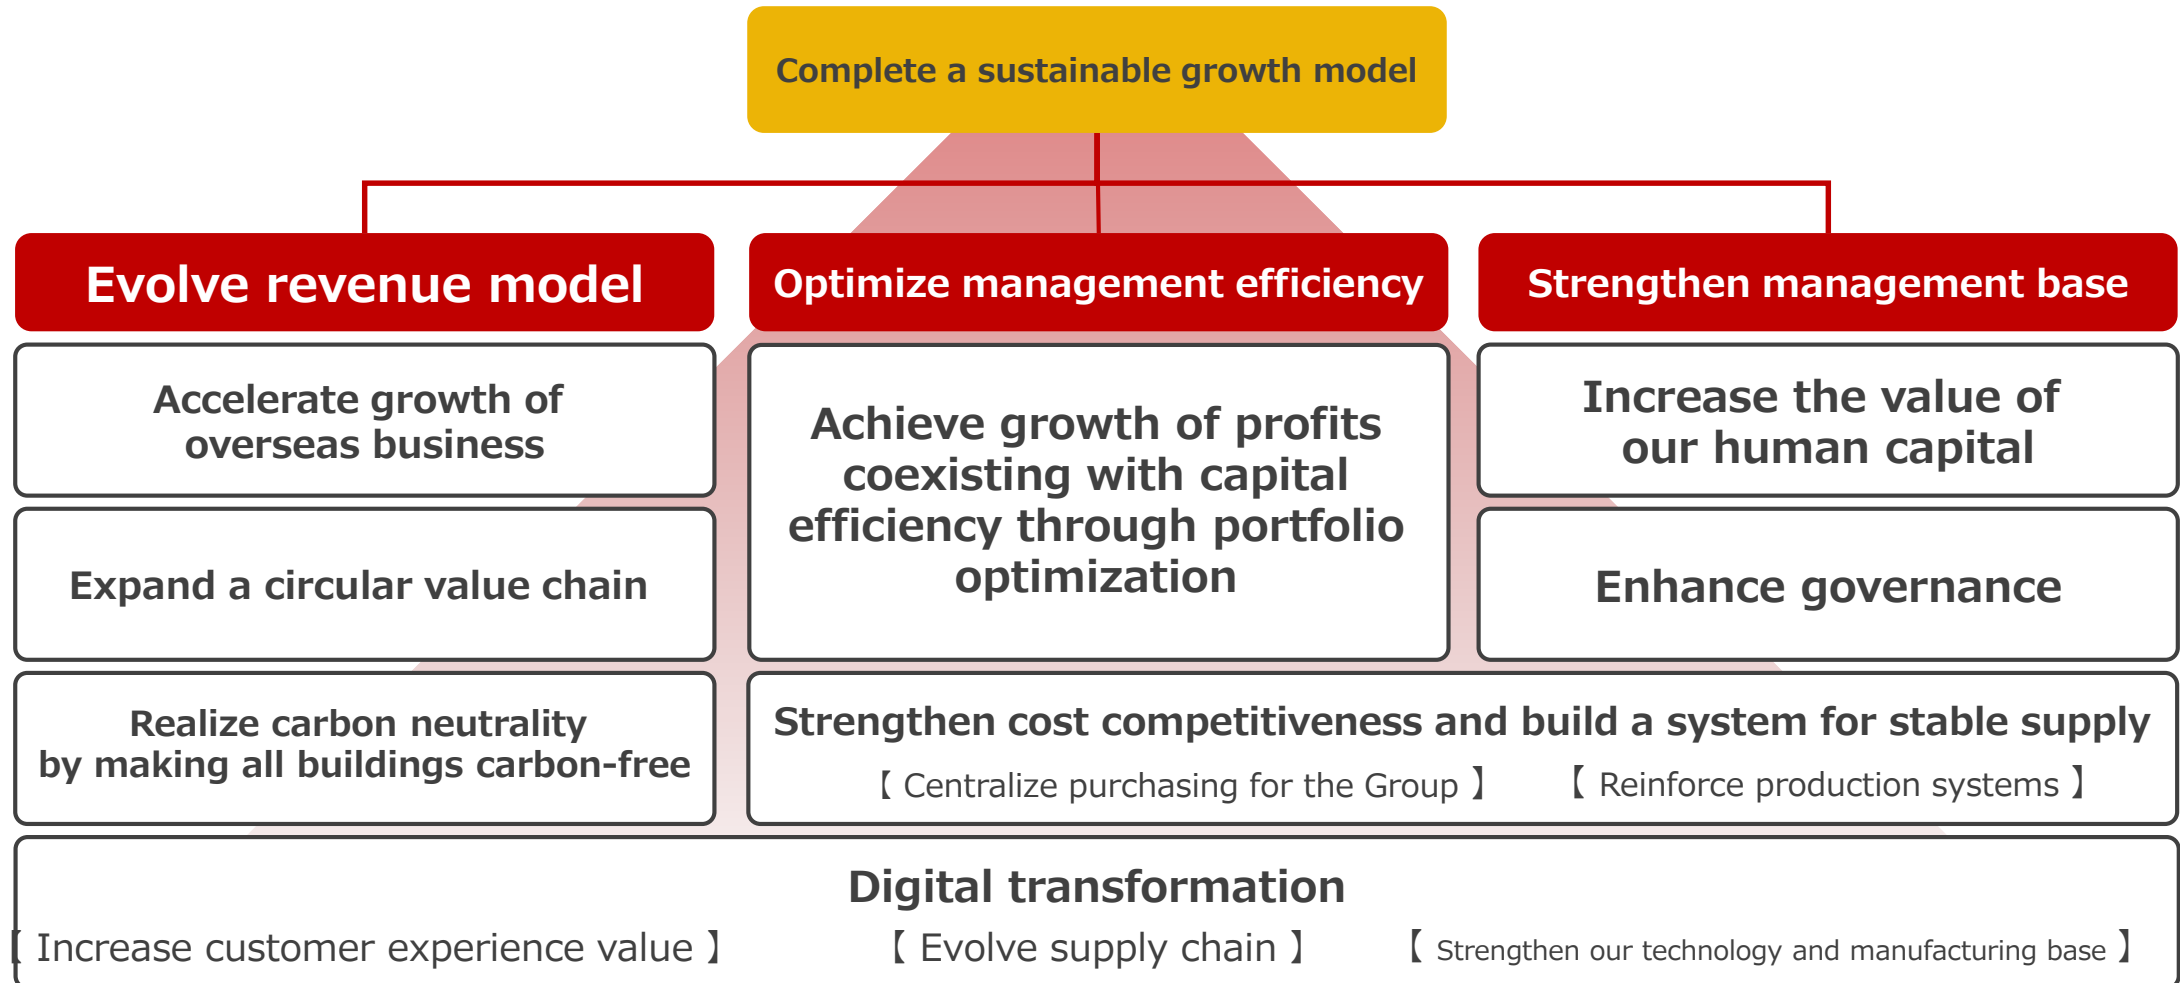 Complete a sustainable growth model
Evolve revenue model
Optimize management efficiency
Strengthen management base
Accelerate growth of
overseas business
Expand a circular value chain
Realize carbon neutrality
by making all buildings carbon-free
Achieve growth of profits
coexisting with capital
efficiency through portfolio
optimization
Increase the value of
our human capital
Enhance governance
Strengthen cost competitiveness and build a system for stable supply
【 Centralize purchasing for the Group 】 【 Reinforce production systems 】
Digital transformation
【 Increase customer experience value 】 【 Evolve supply chain 】 【 Strengthen our technology and manufacturing base 】